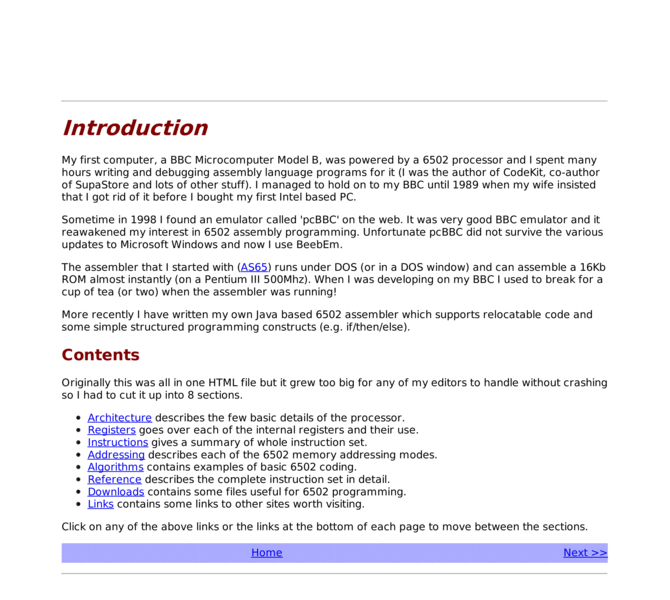 Introduction
My first computer, a BBC Microcomputer Model B, was powered by a 6502 processor and I spent many
hours writing and debugging assembly language programs for it (I was the author of CodeKit, co-author
of SupaStore and lots of other stuff). I managed to hold on to my BBC until 1989 when my wife insisted
that I got rid of it before I bought my first Intel based PC.
Sometime in 1998 I found an emulator called 'pcBBC' on the web. It was very good BBC emulator and it
reawakened my interest in 6502 assembly programming. Unfortunate pcBBC did not survive the various
updates to Microsoft Windows and now I use BeebEm.
The assembler that I started with (AS65) runs under DOS (or in a DOS window) and can assemble a 16Kb
ROM almost instantly (on a Pentium III 500Mhz). When I was developing on my BBC I used to break for a
cup of tea (or two) when the assembler was running!
More recently I have written my own Java based 6502 assembler which supports relocatable code and
some simple structured programming constructs (e.g. if/then/else).
Contents
Originally this was all in one HTML file but it grew too big for any of my editors to handle without crashing
so I had to cut it up into 8 sections.
• Architecture describes the few basic details of the processor.
• Registers goes over each of the internal registers and their use.
• Instructions gives a summary of whole instruction set.
• Addressing describes each of the 6502 memory addressing modes.
• Algorithms contains examples of basic 6502 coding.
• Reference describes the complete instruction set in detail.
• Downloads contains some files useful for 6502 programming.
• Links contains some links to other sites worth visiting.
Click on any of the above links or the links at the bottom of each page to move between the sections.
Home Next >>